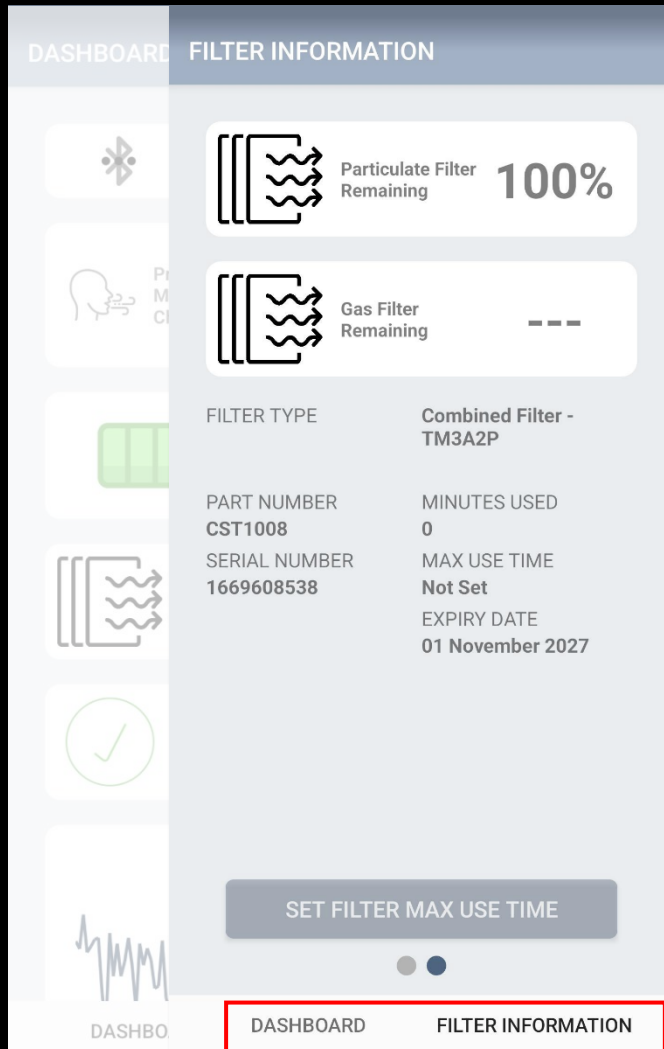 DASHBOARD
FILTER INFORMATION
Particulate Filter
Remaining
100%
Pr
M
Cl
Gas Filter
Remaining
---
FILTER TYPE
Combined Filter -
TM3A2P
PART NUMBER
CST1008
SERIAL NUMBER
1669608538
MINUTES USED
0
MAX USE TIME
Not Set
EXPIRY DATE
01 November 2027
SET FILTER MAX USE TIME
DASHBO
DASHBOARD
FILTER INFORMATION